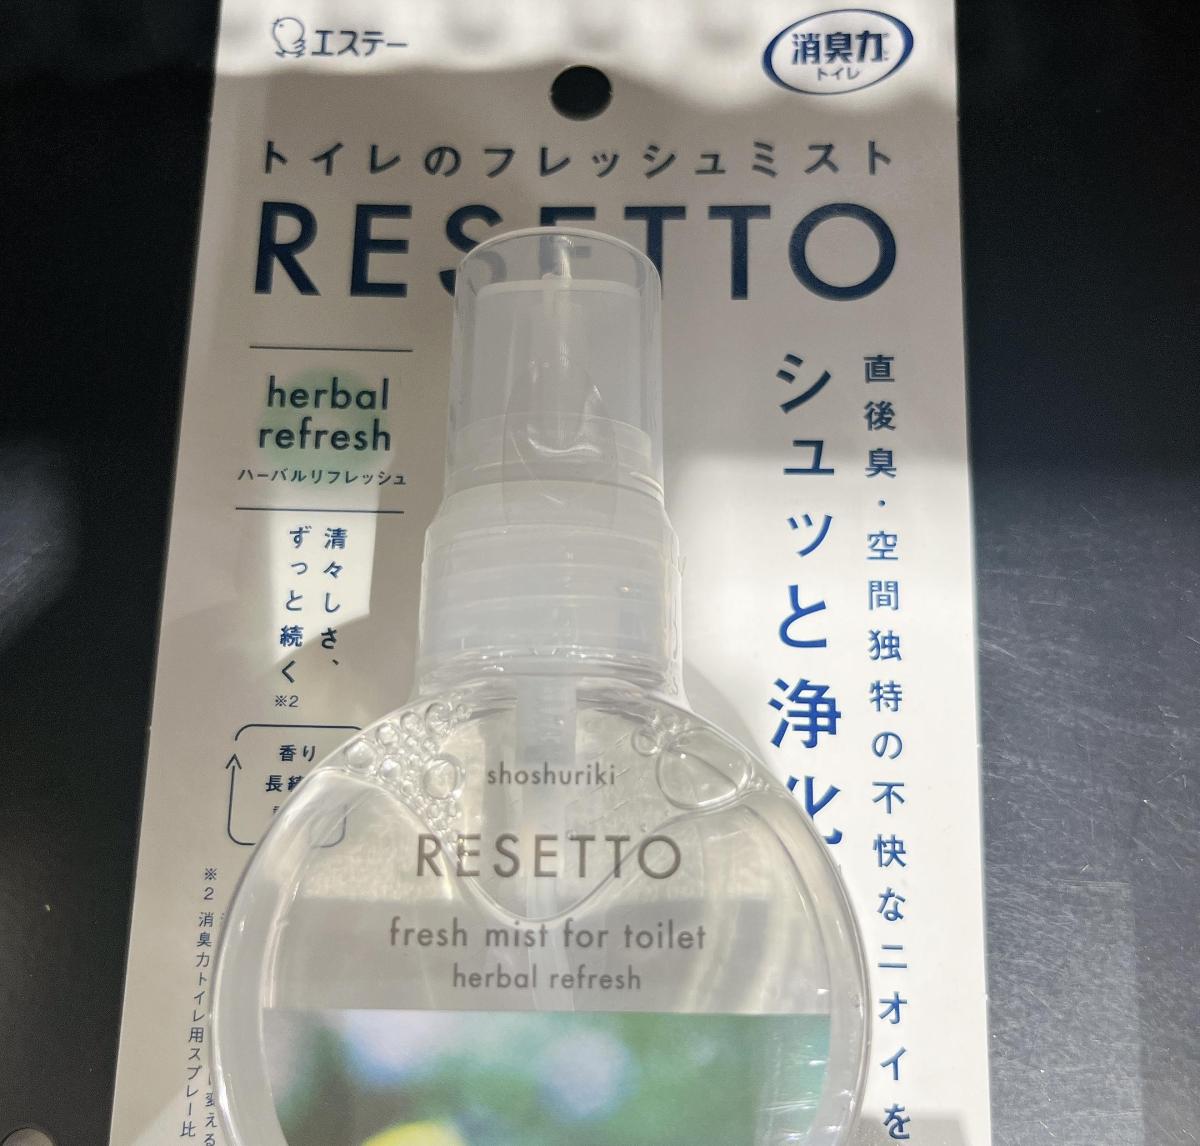 エステー
消臭力
トイレ
トイレのフレッシュミスト
RESETTO
直後臭・空間独特の不快なニオイを
シュッと浄化
herbal
refresh
ハーバルリフレッシュ
清々しさ、
ずっと続く※2
香り
長続
※2 消臭力トイレ用スプレー比
変える
shoshuriki
RESETTO
fresh mist for toilet
herbal refresh